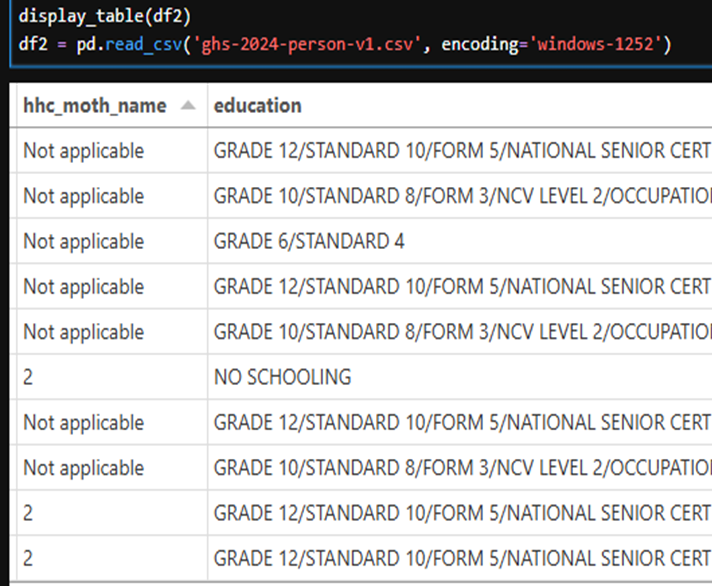 display_table(df2)
df2 = pd.read_csv('ghs-2024-person-v1.csv', encoding='windows-1252')
hhc_moth_name education
Not applicable GRADE 12/STANDARD 10/FORM 5/NATIONAL SENIOR CERT
Not applicable GRADE 10/STANDARD 8/FORM 3/NCV LEVEL 2/OCCUPATIO
Not applicable GRADE 6/STANDARD 4
Not applicable GRADE 12/STANDARD 10/FORM 5/NATIONAL SENIOR CERT
Not applicable GRADE 10/STANDARD 8/FORM 3/NCV LEVEL 2/OCCUPATIO
2 NO SCHOOLING
Not applicable GRADE 12/STANDARD 10/FORM 5/NATIONAL SENIOR CERT
Not applicable GRADE 10/STANDARD 8/FORM 3/NCV LEVEL 2/OCCUPATIO
2 GRADE 12/STANDARD 10/FORM 5/NATIONAL SENIOR CERT
2 GRADE 12/STANDARD 10/FORM 5/NATIONAL SENIOR CERT